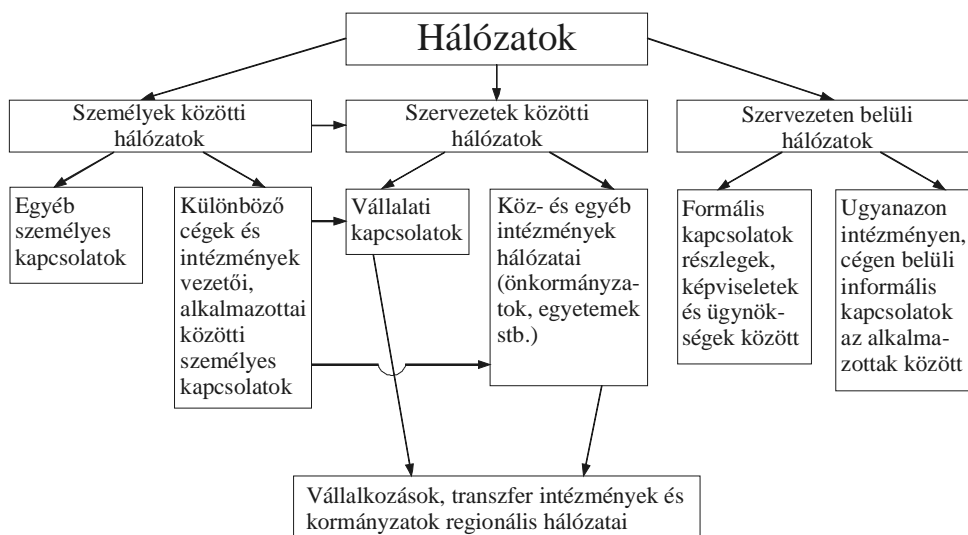 Hálózatok
Személyek közötti
hálózatok
Szervezetek közötti
hálózatok
Szervezeten belüli
hálózatok
Egyéb
személyes
kapcsolatok
Különböző
cégek és
intézmények
vezetői,
alkalmazottai
közötti
személyes
kapcsolatok
Vállalati
kapcsolatok
Köz- és egyéb
intézmények
hálózatai
(önkormányza-
tok, egyetemek
stb.)
Formális
kapcsolatok
részlegek,
képviseletek
és ügynök-
ségek között
Ugyanazon
intézményen,
cégen belüli
informális
kapcsolatok
az alkalma-
zottak között
Vállalkozások, transzfer intézmények és
kormányzatok regionális hálózatai